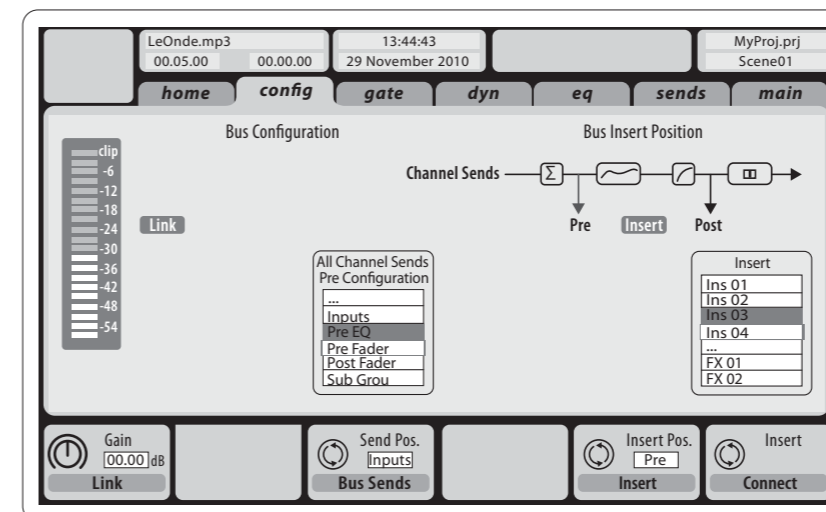 LeOnde.mp3
00.05.00 00.00.00
13:44:43
29 November 2010
MyProj.prj
Scene01
home config gate dyn eq sends main
Bus Configuration
Bus Insert Position
clip
-6
-12
-18
-24
-30
-36
-42
-48
-54
Link
Channel Sends
Σ
Pre Insert Post
All Channel Sends
Pre Configuration
...
Inputs
Pre EQ
Pre Fader
Post Fader
Sub Grou
Insert
Ins 01
Ins 02
Ins 03
Ins 04
...
FX 01
FX 02
Gain
00.00 dB
Link
Send Pos.
Inputs
Bus Sends
Insert Pos.
Pre
Insert
Insert
Connect